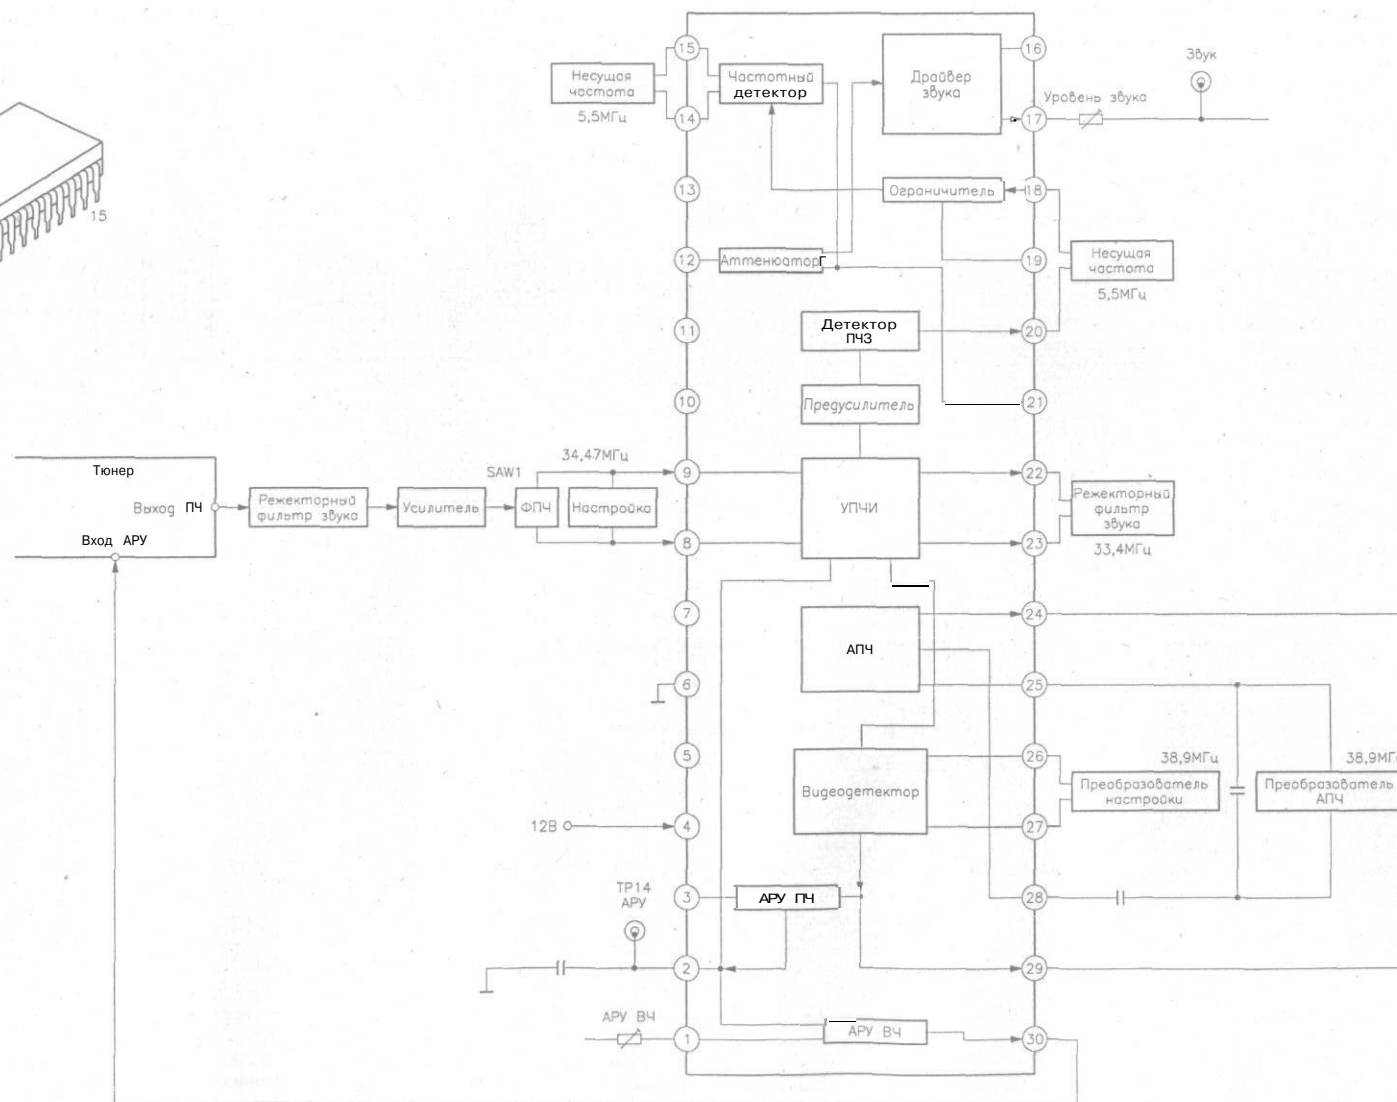 15
16
Несущая
частота
5,5МГц
Частотный
детектор
Драйвер
звука
Звук
Уровень звука
14
17
15
13
Ограничитель
18
12
Аттенюатор
19
Несущая
частота
5,5МГц
11
Детектор
ПЧЗ
20
10
Предусилитель
21
Тюнер
Выход ПЧ
Вход АРУ
Режекторный
фильтр звука
Усилитель
SAW1
ФПЧ
34,47МГц
Настройка
9
8
УПЧИ
22
23
Режекторный
фильтр
звука
33,4МГц
7
24
АПЧ
6
25
5
26
Видеодетектор
38,9МГц
Преобразователь
настройки
38,9МГц
Преобразователь
АПЧ
12В
4
27
ТР14
АРУ
3
АРУ ПЧ
28
2
29
АРУ ВЧ
1
АРУ ВЧ
30